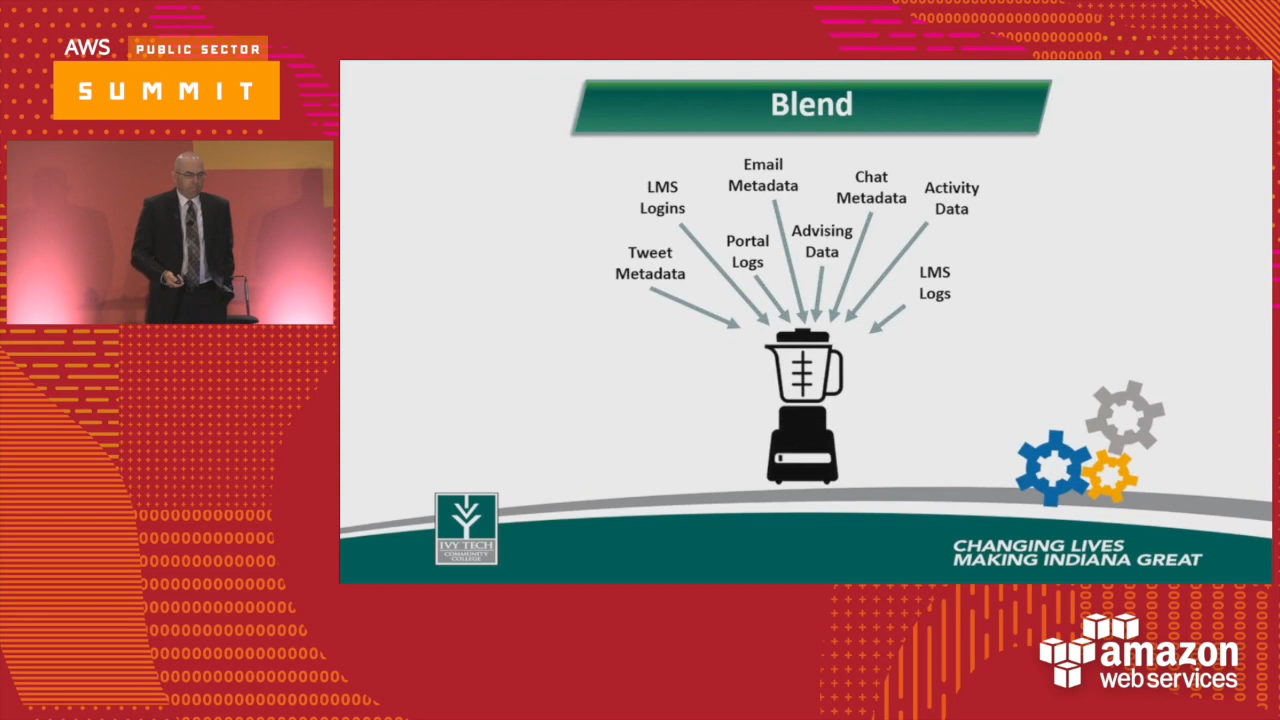 AWS PUBLIC SECTOR
SUMMIT
Blend
Email
Metadata
LMS
Logins
Chat
Metadata
Activity
Data
Tweet
Metadata
Portal
Logs
Advising
Data
LMS
Logs
IVY TECH
COMMUNITY
COLLEGE
CHANGING LIVES
MAKING INDIANA GREAT
amazon
web services